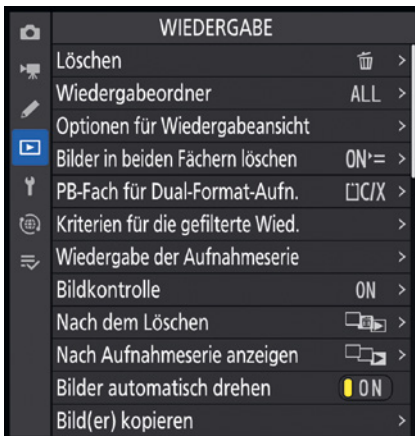 WIEDERGABE
Löschen
Wiedergabeordner ALL
Optionen für Wiedergabeansicht
Bilder in beiden Fächern löschen ON
PB-Fach für Dual-Format-Aufn. C/X
Kriterien für die gefilterte Wied.
Wiedergabe der Aufnahmeserie
Bildkontrolle ON
Nach dem Löschen
Nach Aufnahmeserie anzeigen
Bilder automatisch drehen ON
Bild(er) kopieren